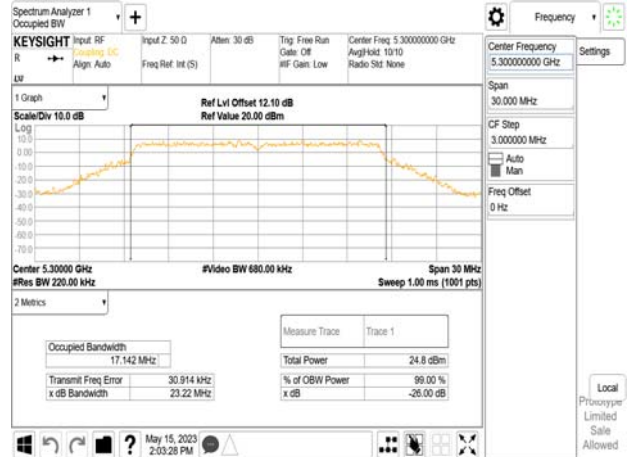 Spectrum Analyzer 1
Occupied BW
Frequency
KEYSIGHT
Input: RF
Coupling: DC
Align: Auto
Input Z: 50 Ω
Freq Ref: Int (S)
Atten: 30 dB
Trig: Free Run
Gate: Off
#IF Gain: Low
Center Freq: 5.300000000 GHz
Avg|Hold: 10/10
Radio Std: None
R
Center Frequency
5.300000000 GHz
Settings
Span
30.000 MHz
CF Step
3.000000 MHz
Auto
Man
Freq Offset
0 Hz
1 Graph
Scale/Div 10.0 dB
Ref Lvl Offset 12.10 dB
Ref Value 20.00 dBm
Log
10.0
0.00
-10.0
-20.0
-30.0
-40.0
-50.0
-60.0
-70.0
Center 5.30000 GHz
#Res BW 220.00 kHz
#Video BW 680.00 kHz
Span 30 MHz
Sweep 1.00 ms (1001 pts)
2 Metrics
Measure Trace
Trace 1
Occupied Bandwidth
17.142 MHz
Total Power
24.8 dBm
Transmit Freq Error
30.914 kHz
% of OBW Power
99.00 %
x dB Bandwidth
23.22 MHz
x dB
-26.00 dB
Local
Prototype
Limited
Sale
Allowed
May 15, 2023
2:03:28 PM